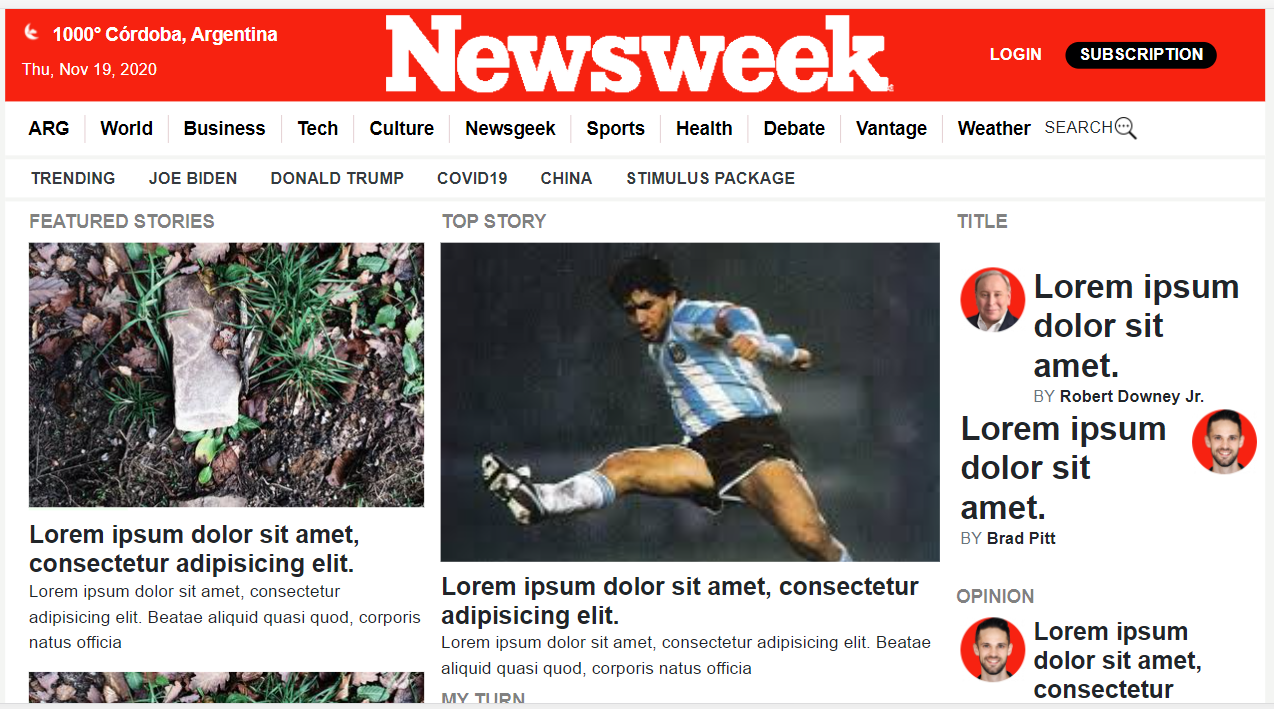 1000° Córdoba, Argentina
Thu, Nov 19, 2020
Newsweek
LOGIN
SUBSCRIPTION
ARG
World
Business
Tech
Culture
Newsgeek
Sports
Health
Debate
Vantage
Weather
SEARCH
TRENDING
JOE BIDEN
DONALD TRUMP
COVID19
CHINA
STIMULUS PACKAGE
FEATURED STORIES
Lorem ipsum dolor sit amet,
consectetur adipisicing elit.
Lorem ipsum dolor sit amet, consectetur
adipisicing elit. Beatae aliquid quasi quod, corporis
natus officia
TOP STORY
Lorem ipsum dolor sit amet, consectetur
adipisicing elit.
Lorem ipsum dolor sit amet, consectetur adipisicing elit. Beatae
aliquid quasi quod, corporis natus officia
MY TURN
TITLE
Lorem ipsum
dolor sit
amet.
BY Robert Downey Jr.
Lorem ipsum
dolor sit
amet.
BY Brad Pitt
OPINION
Lorem ipsum
dolor sit amet,
consectetur